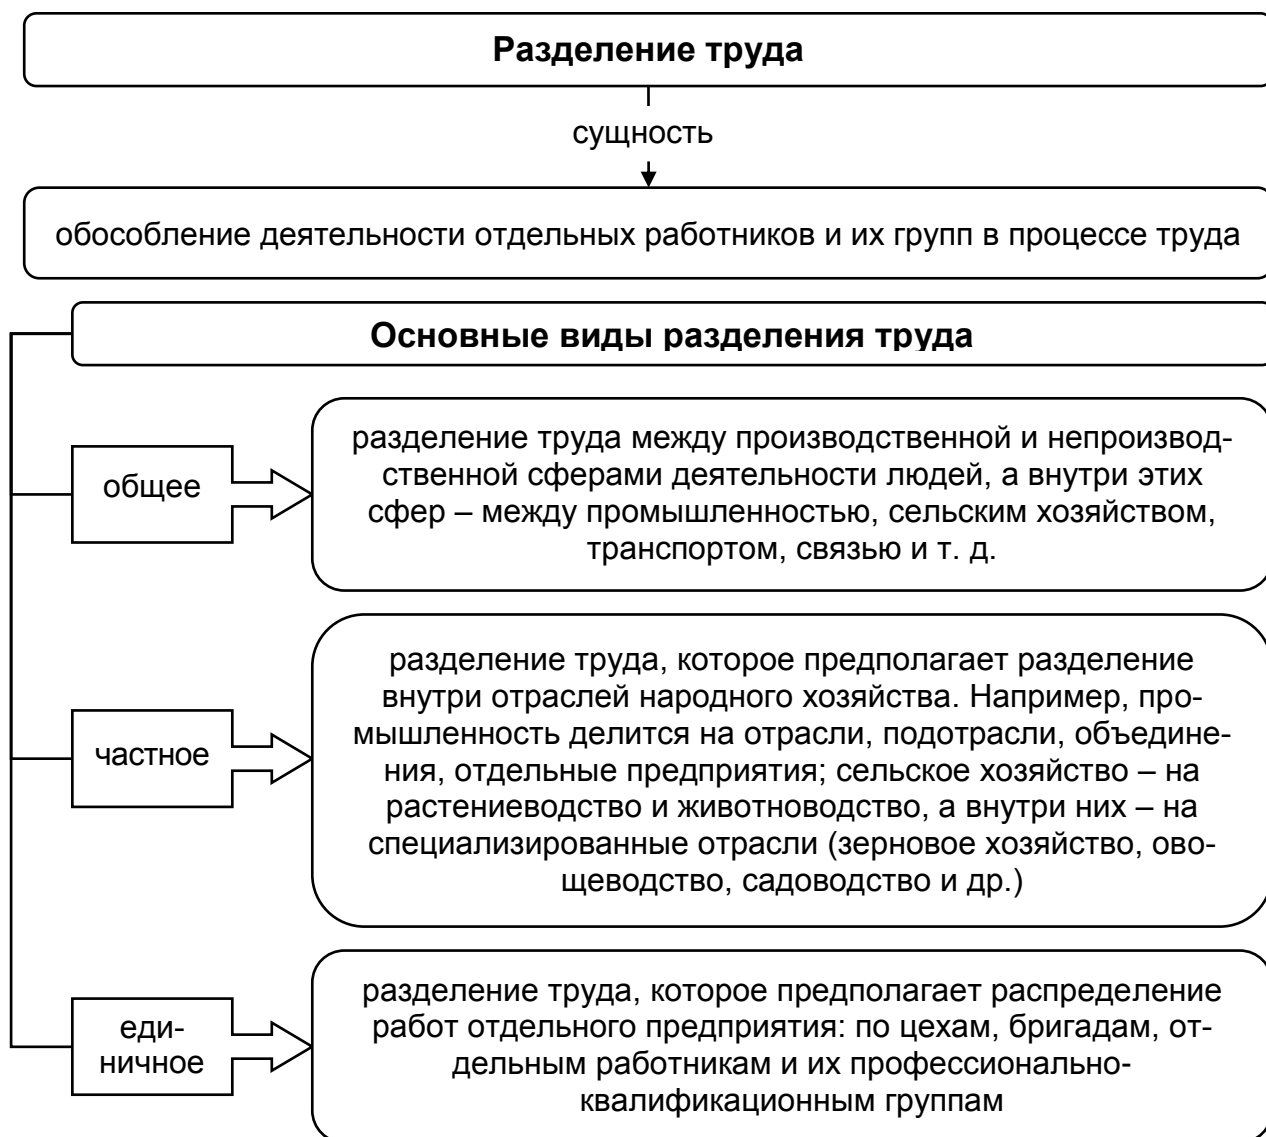 Разделение труда
сущность
обособление деятельности отдельных работников и их групп в процессе труда
Основные виды разделения труда
общее
разделение труда между производственной и непроизвод-
ственной сферами деятельности людей, а внутри этих
сфер – между промышленностью, сельским хозяйством,
транспортом, связью и т. д.
частное
разделение труда, которое предполагает разделение
внутри отраслей народного хозяйства. Например, про-
мышленность делится на отрасли, подотрасли, объедине-
ния, отдельные предприятия; сельское хозяйство – на
растениеводство и животноводство, а внутри них – на
специализированные отрасли (зерновое хозяйство, ово-
щеводство, садоводство и др.)
еди-
ничное
разделение труда, которое предполагает распределение
работ отдельного предприятия: по цехам, бригадам, от-
дельным работникам и их профессионально-
квалификационным группам